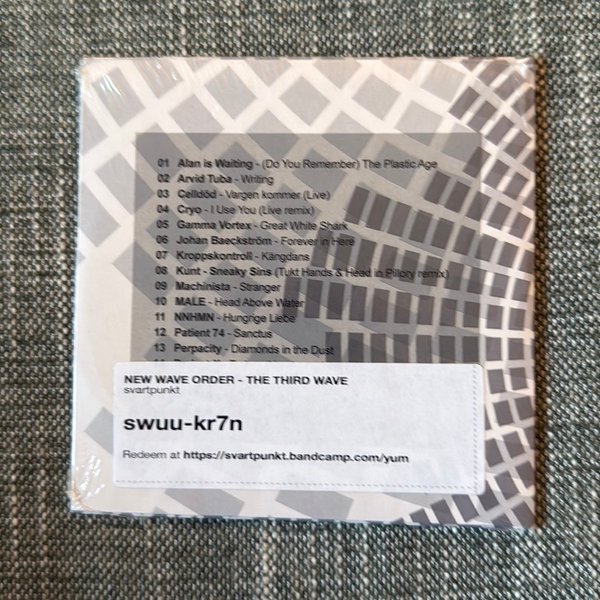 01 Alan is Waiting - (Do You Remember) The Plastic Age
02 Arvid Tuba - Writing
03 Celldöd - Vargen kommer (Live)
04 Cryo - I Use You (Live remix)
05 Gamma Vortex - Great White Shark
06 Johan Baeckström - Forever in Here
07 Kroppskontroll - Kängdans
08 Kunt - Sneaky Sins (Tukt Hands & Head in Pillory remix)
09 Machinista - Stranger
10 MALE - Head Above Water
11 NNHMN - Hungrige Liebe
12 Patient 74 - Sanctus
13 Perpacity - Diamonds in the Dust
NEW WAVE ORDER - THE THIRD WAVE
svartpunkt
swuu-kr7n
Redeem at https://svartpunkt.bandcamp.com/yum